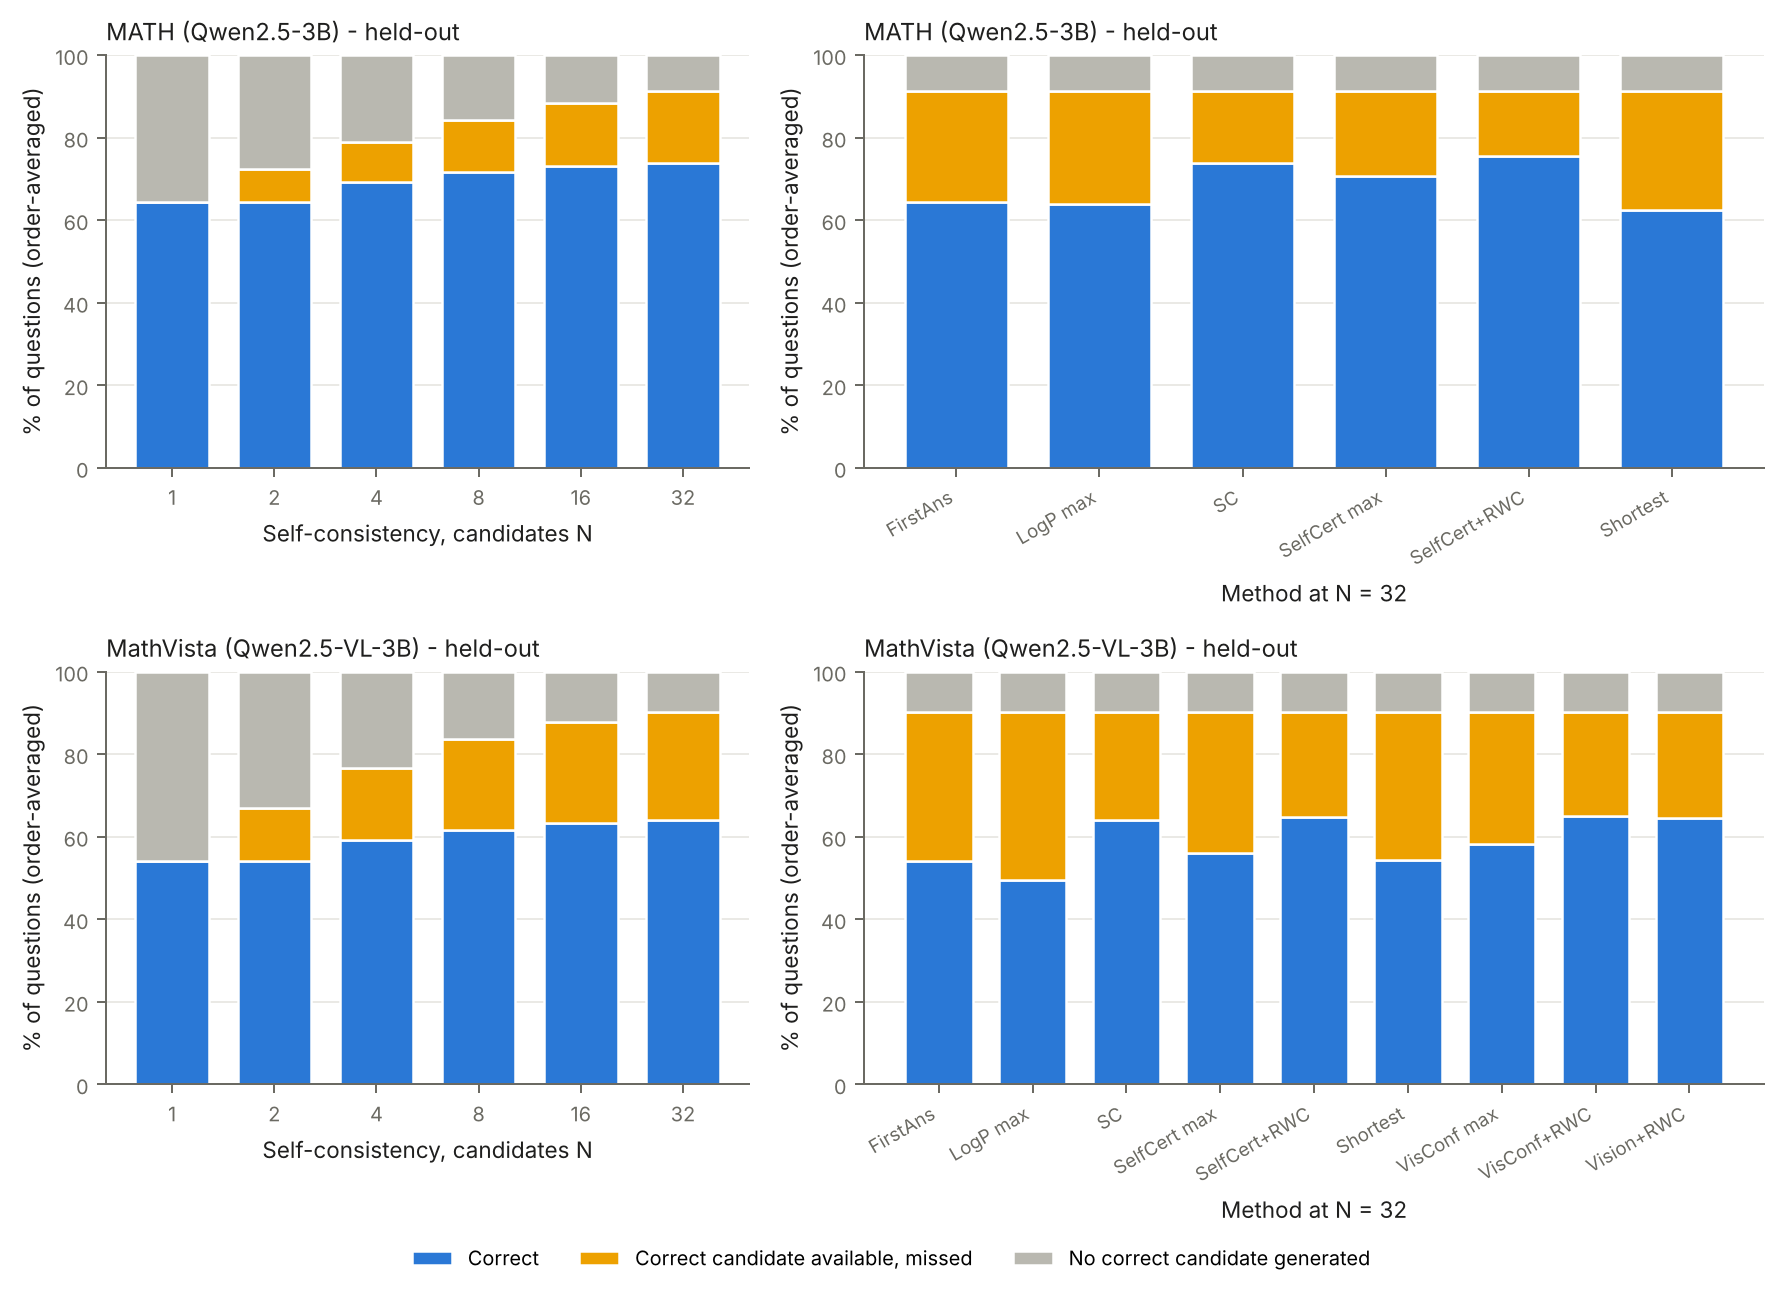 MATH (Qwen2.5-3B) - held-out
% of questions (order-averaged)
100
80
60
40
20
0
1 2 4 8 16 32
Self-consistency, candidates N
MATH (Qwen2.5-3B) - held-out
% of questions (order-averaged)
100
80
60
40
20
0
FirstAns LogP max SC SelfCert max SelfCert+RWC Shortest
Method at N = 32
MathVista (Qwen2.5-VL-3B) - held-out
% of questions (order-averaged)
100
80
60
40
20
0
1 2 4 8 16 32
Self-consistency, candidates N
MathVista (Qwen2.5-VL-3B) - held-out
% of questions (order-averaged)
100
80
60
40
20
0
FirstAns LogP max SC SelfCert max SelfCert+RWC Shortest VisConf max VisConf+RWC Vision+RWC
Method at N = 32
Correct Correct candidate available, missed No correct candidate generated